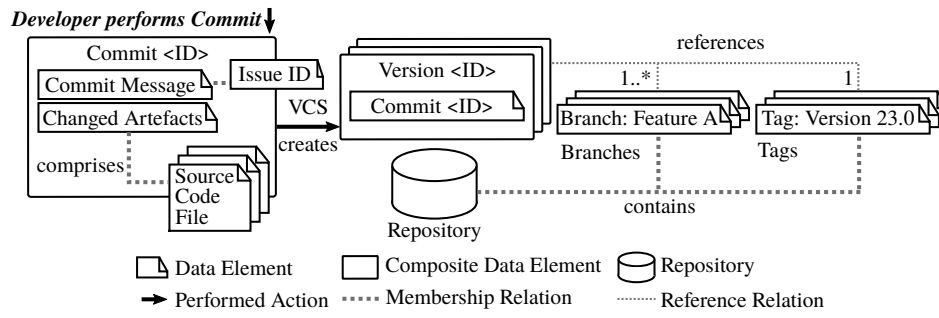 Developer performs Commit
Commit <ID>
Commit Message
Issue ID
Changed Artefacts
comprises
Source
Code
File
VCS
creates
Version <ID>
Commit <ID>
references
1..*
1
Branch: Feature A
Tag: Version 23.0
Branches
Tags
contains
Repository
Data Element
Composite Data Element
Repository
Performed Action
Membership Relation
Reference Relation